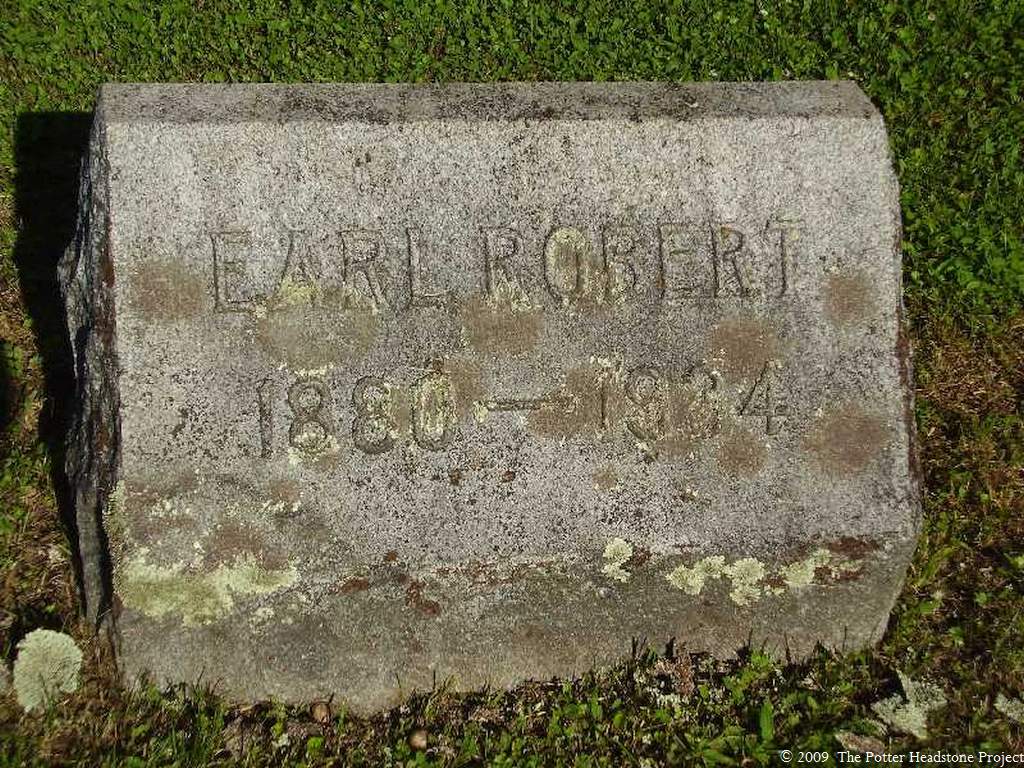 EARL ROBERT
1880 — 1934
© 2009 The Potter Headstone Project